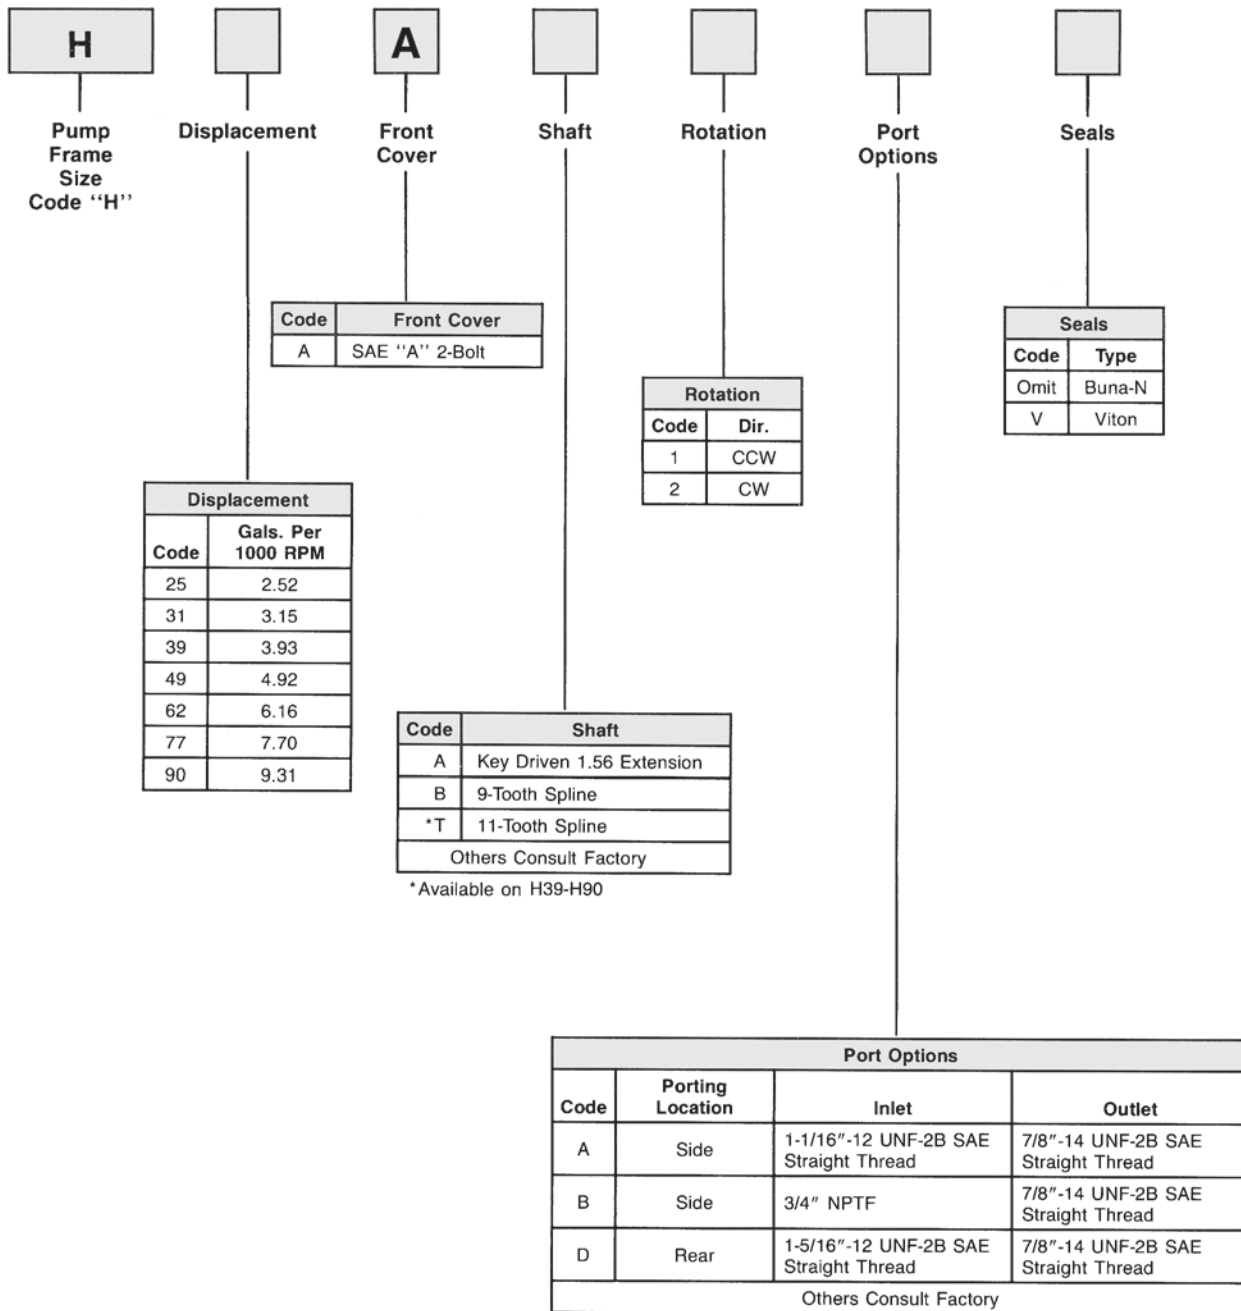 H A
Pump Frame Size Code ‘‘H’’
Displacement
Front Cover
Shaft
Rotation
Port Options
Seals
Code Front Cover
A SAE ‘‘A’’ 2-Bolt
Seals
Code Type
Omit Buna-N
V Viton
Rotation
Code Dir.
1 CCW
2 CW
Displacement
Code Gals. Per 1000 RPM
25 2.52
31 3.15
39 3.93
49 4.92
62 6.16
77 7.70
90 9.31
Code Shaft
A Key Driven 1.56 Extension
B 9-Tooth Spline
*T 11-Tooth Spline
Others Consult Factory
*Available on H39-H90
Port Options
Code Porting Location Inlet Outlet
A Side 1-1/16″-12 UNF-2B SAE Straight Thread 7/8″-14 UNF-2B SAE Straight Thread
B Side 3/4″ NPTF 7/8″-14 UNF-2B SAE Straight Thread
D Rear 1-5/16″-12 UNF-2B SAE Straight Thread 7/8″-14 UNF-2B SAE Straight Thread
Others Consult Factory